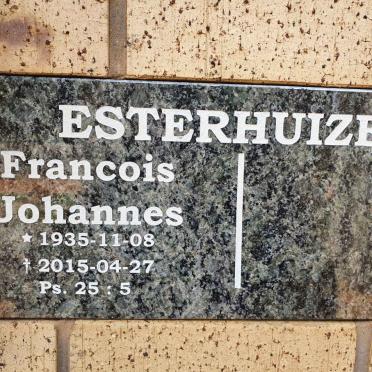 ESTERHUIZE
Francois
Johannes
* 1935-11-08
† 2015-04-27
Ps. 25 : 5